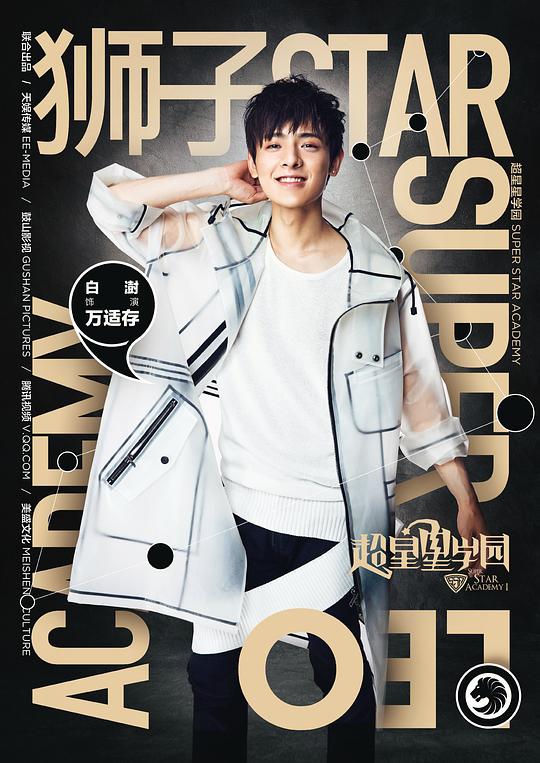 狮子STAR
SUPER
ACADEMY
LEO
联合出品 / 天娱传媒 EE-MEDIA / 鼓山影视 GUSHAN PICTURES / 腾讯视频 V.QQ.COM / 美盛文化 MEISHENG CULTURE
超星星学园 SUPER STAR ACADEMY
白澍
饰演
万适存
超星星学园
SUPER
STAR
ACADEMY I